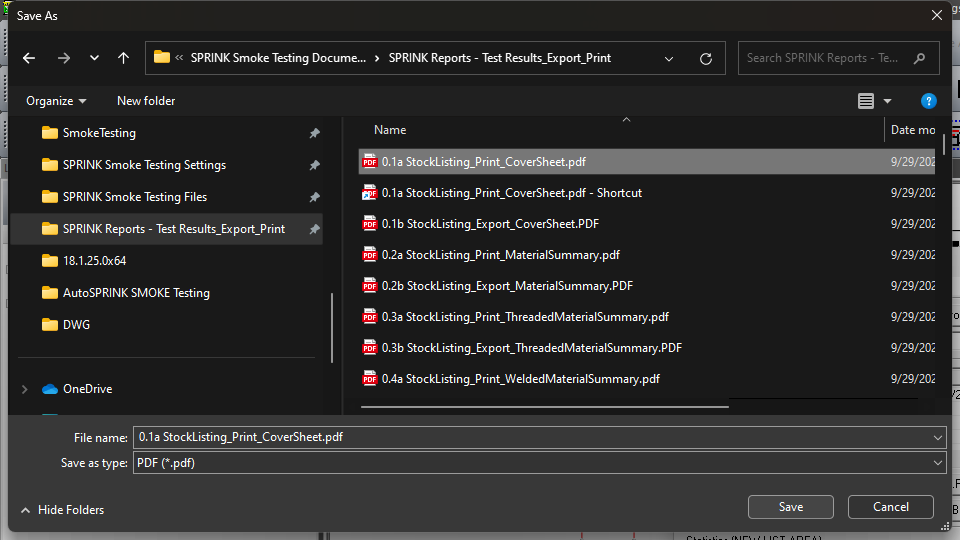 Save As
SPRINK Smoke Testing Docume... SPRINK Reports - Test Results_Export_Print
Search SPRINK Reports - Te...
Organize New folder
SmokeTesting
SPRINK Smoke Testing Settings
SPRINK Smoke Testing Files
SPRINK Reports - Test Results_Export_Print
18.1.25.0x64
AutoSPRINK SMOKE Testing
DWG
OneDrive
Name Date mo
0.1a StockListing_Print_CoverSheet.pdf 9/29/202
0.1a StockListing_Print_CoverSheet.pdf - Shortcut 9/29/202
0.1b StockListing_Export_CoverSheet.PDF 9/29/202
0.2a StockListing_Print_MaterialSummary.pdf 9/29/202
0.2b StockListing_Export_MaterialSummary.PDF 9/29/202
0.3a StockListing_Print_ThreadedMaterialSummary.pdf 9/29/202
0.3b StockListing_Export_ThreadedMaterialSummary.PDF 9/29/202
0.4a StockListing_Print_WeldedMaterialSummary.pdf 9/29/202
File name: 0.1a StockListing_Print_CoverSheet.pdf
Save as type: PDF (*.pdf)
Hide Folders Save Cancel